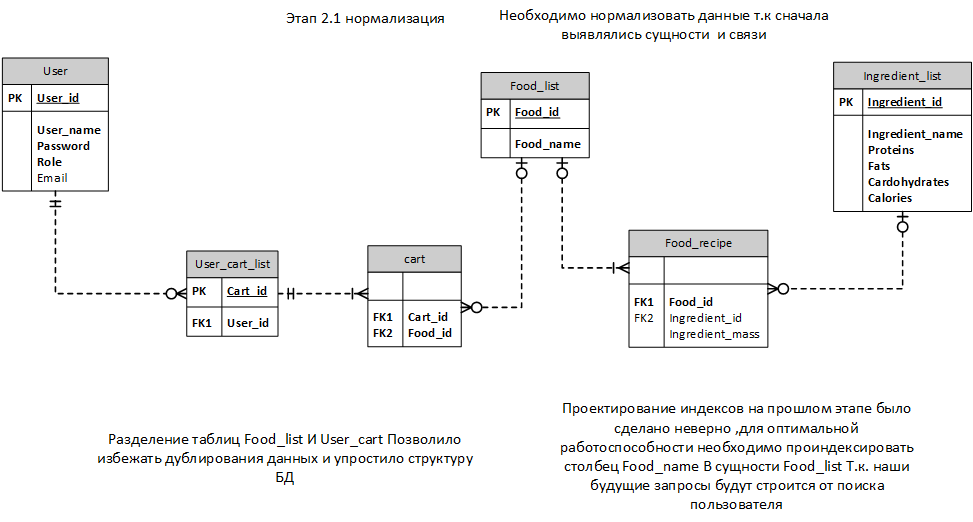 Этап 2.1 нормализация
Необходимо нормализовать данные т.к сначала
выявлялись сущности и связи
User
PK User_id
User_name
Password
Role
Email
Food_list
PK Food_id
Food_name
Ingredient_list
PK Ingredient_id
Ingredient_name
Proteins
Fats
Cardohydrates
Calories
User_cart_list
PK Cart_id
FK1 User_id
cart
FK1 Cart_id
FK2 Food_id
Food_recipe
FK1 Food_id
FK2 Ingredient_id
Ingredient_mass
Разделение таблиц Food_list И User_cart Позволило
избежать дублирования данных и упростило структуру
БД
Проектирование индексов на прошлом этапе было
сделано неверно ,для оптимальной
работоспособности необходимо проиндексировать
столбец Food_name В сущности Food_list Т.к. наши
будущие запросы будут строится от поиска
пользователя